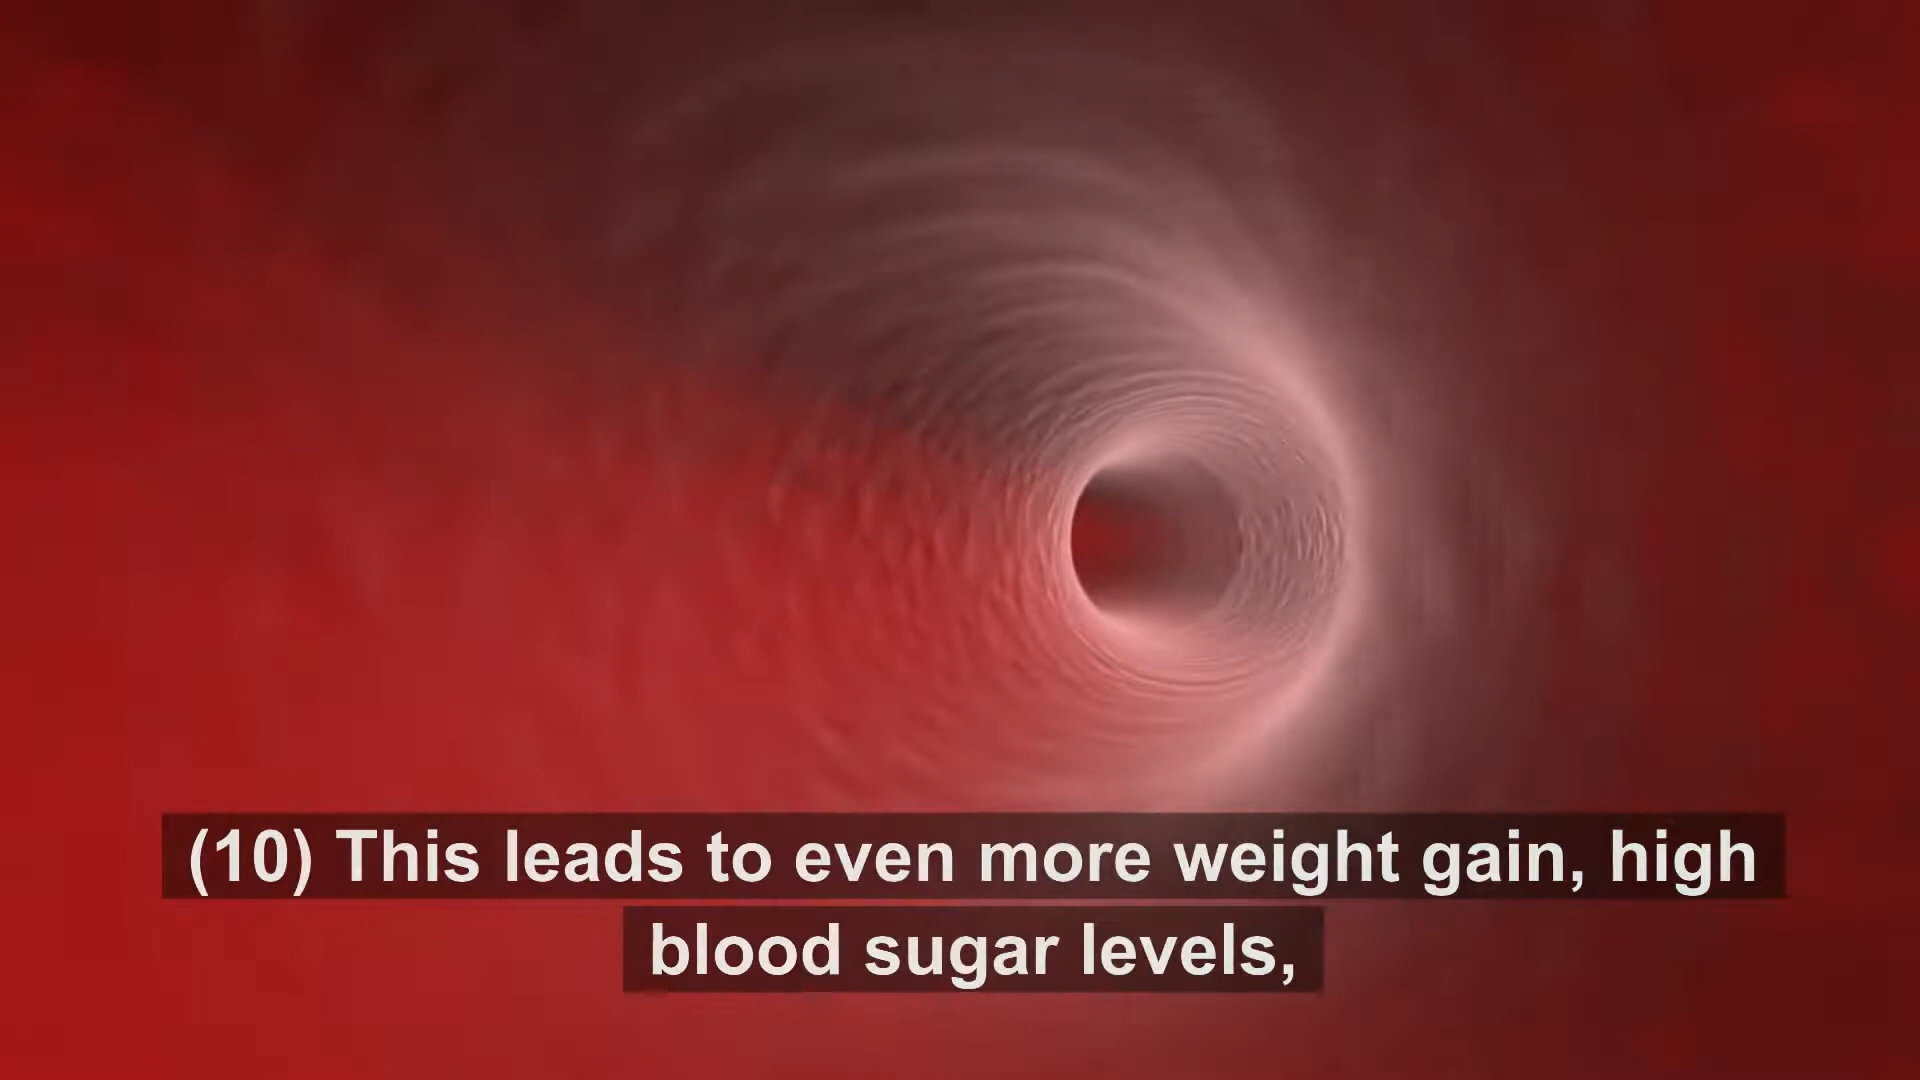 (10) This leads to even more weight gain, high
blood sugar levels,